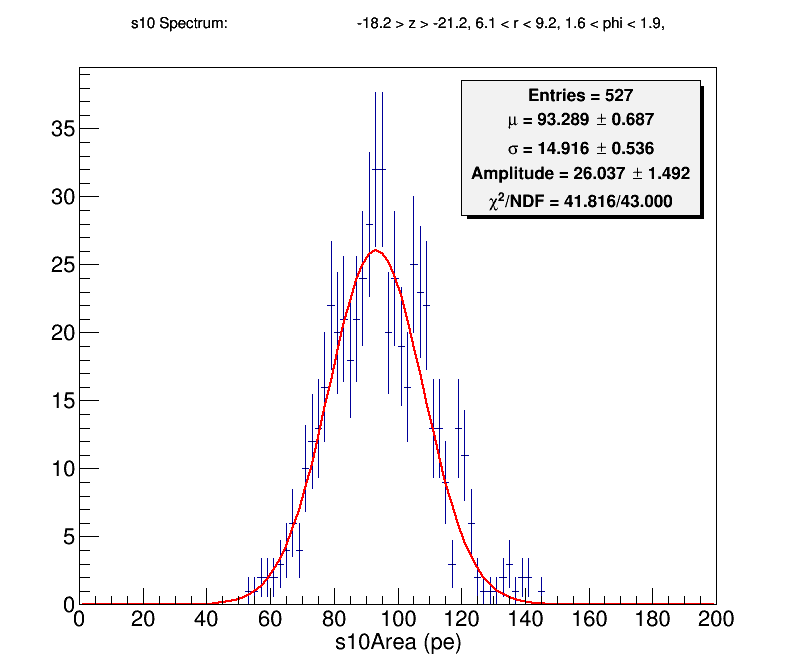 s10 Spectrum: -18.2 > z > -21.2, 6.1 < r < 9.2, 1.6 < phi < 1.9,
Entries = 527
μ = 93.289 ± 0.687
σ = 14.916 ± 0.536
Amplitude = 26.037 ± 1.492
χ²/NDF = 41.816/43.000
35
30
25
20
15
10
5
0
0 20 40 60 80 100 120 140 160 180 200
s10Area (pe)